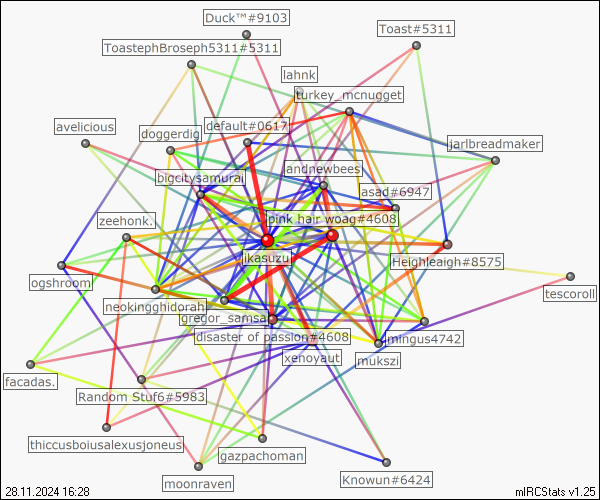 Duck™#9103
Toast#5311
ToastephBroseph5311#5311
lahnk
turkey_mcnugget
avelicious
doggerdig
default#0617
jarlbreadmaker
bigcitysamurai
landnewbees
asad#6947
zeehonk.
pink hair woag#4608
likasuzu
Heighleaigh#8575
ogshroom
tescoroll
neokingghidorah
gregor_samsa
disaster of passion#4608
mingus4742
xenoyaut
mukszi
facadas.
Random Stuf6#5983
thiccusboiusalexusjoneus
gazpachoman
moonraven
Knowun#6424
28.11.2024 16:28
mIRCStats v1.25